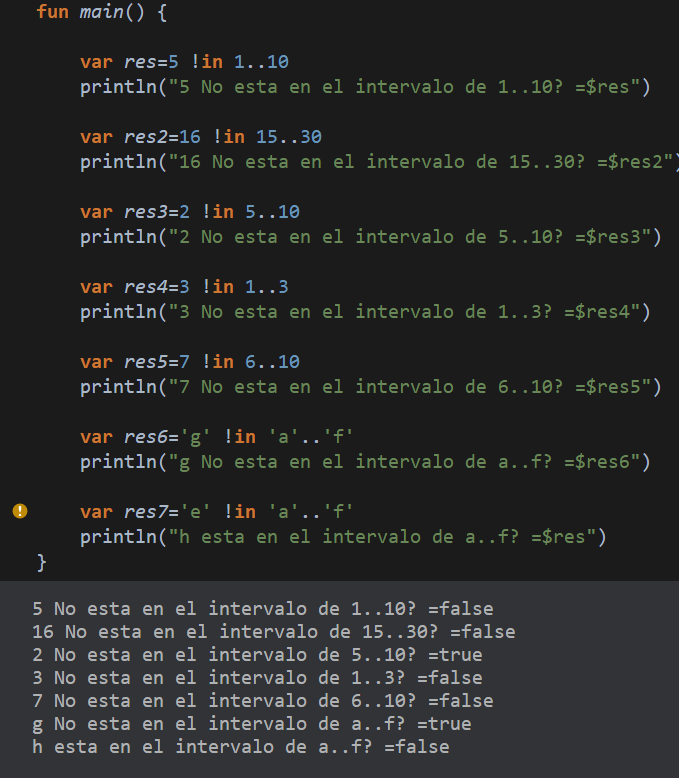 fun main() {
var res=5 !in 1..10
println("5 No esta en el intervalo de 1..10? =$res")
var res2=16 !in 15..30
println("16 No esta en el intervalo de 15..30? =$res2")
var res3=2 !in 5..10
println("2 No esta en el intervalo de 5..10? =$res3")
var res4=3 !in 1..3
println("3 No esta en el intervalo de 1..3? =$res4")
var res5=7 !in 6..10
println("7 No esta en el intervalo de 6..10? =$res5")
var res6='g' !in 'a'..'f'
println("g No esta en el intervalo de a..f? =$res6")
var res7='e' !in 'a'..'f'
println("h esta en el intervalo de a..f? =$res")
}
5 No esta en el intervalo de 1..10? =false
16 No esta en el intervalo de 15..30? =false
2 No esta en el intervalo de 5..10? =true
3 No esta en el intervalo de 1..3? =false
7 No esta en el intervalo de 6..10? =false
g No esta en el intervalo de a..f? =true
h esta en el intervalo de a..f? =false